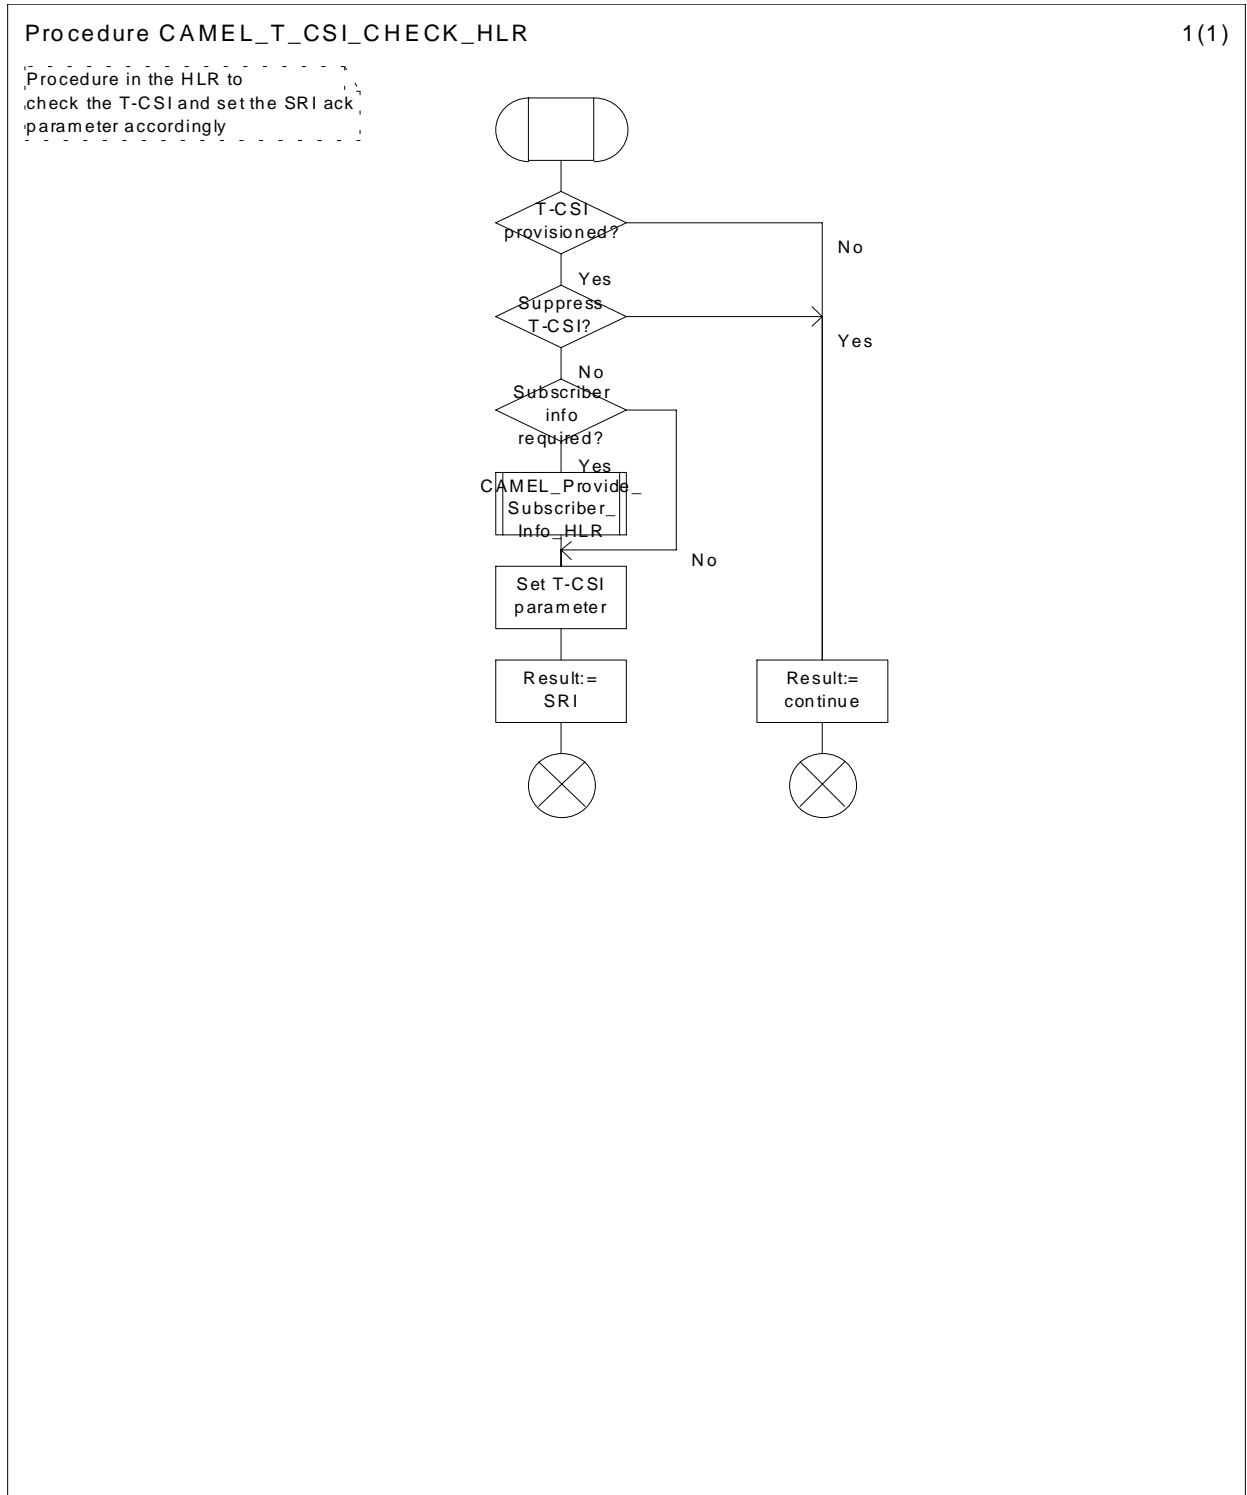 Procedure CAMEL_T_CSI_CHECK_HLR
1(1)
Procedure in the HLR to
check the T-CSI and set the SRI ack
parameter accordingly
T-CSI
provisioned?
No
Yes
Suppress
T-CSI?
Yes
No
Subscriber
info
required?
Yes
CAMEL_Provide_
Subscriber_
Info_HLR
No
Set T-CSI
parameter
Result:=
SRI
Result:=
continue